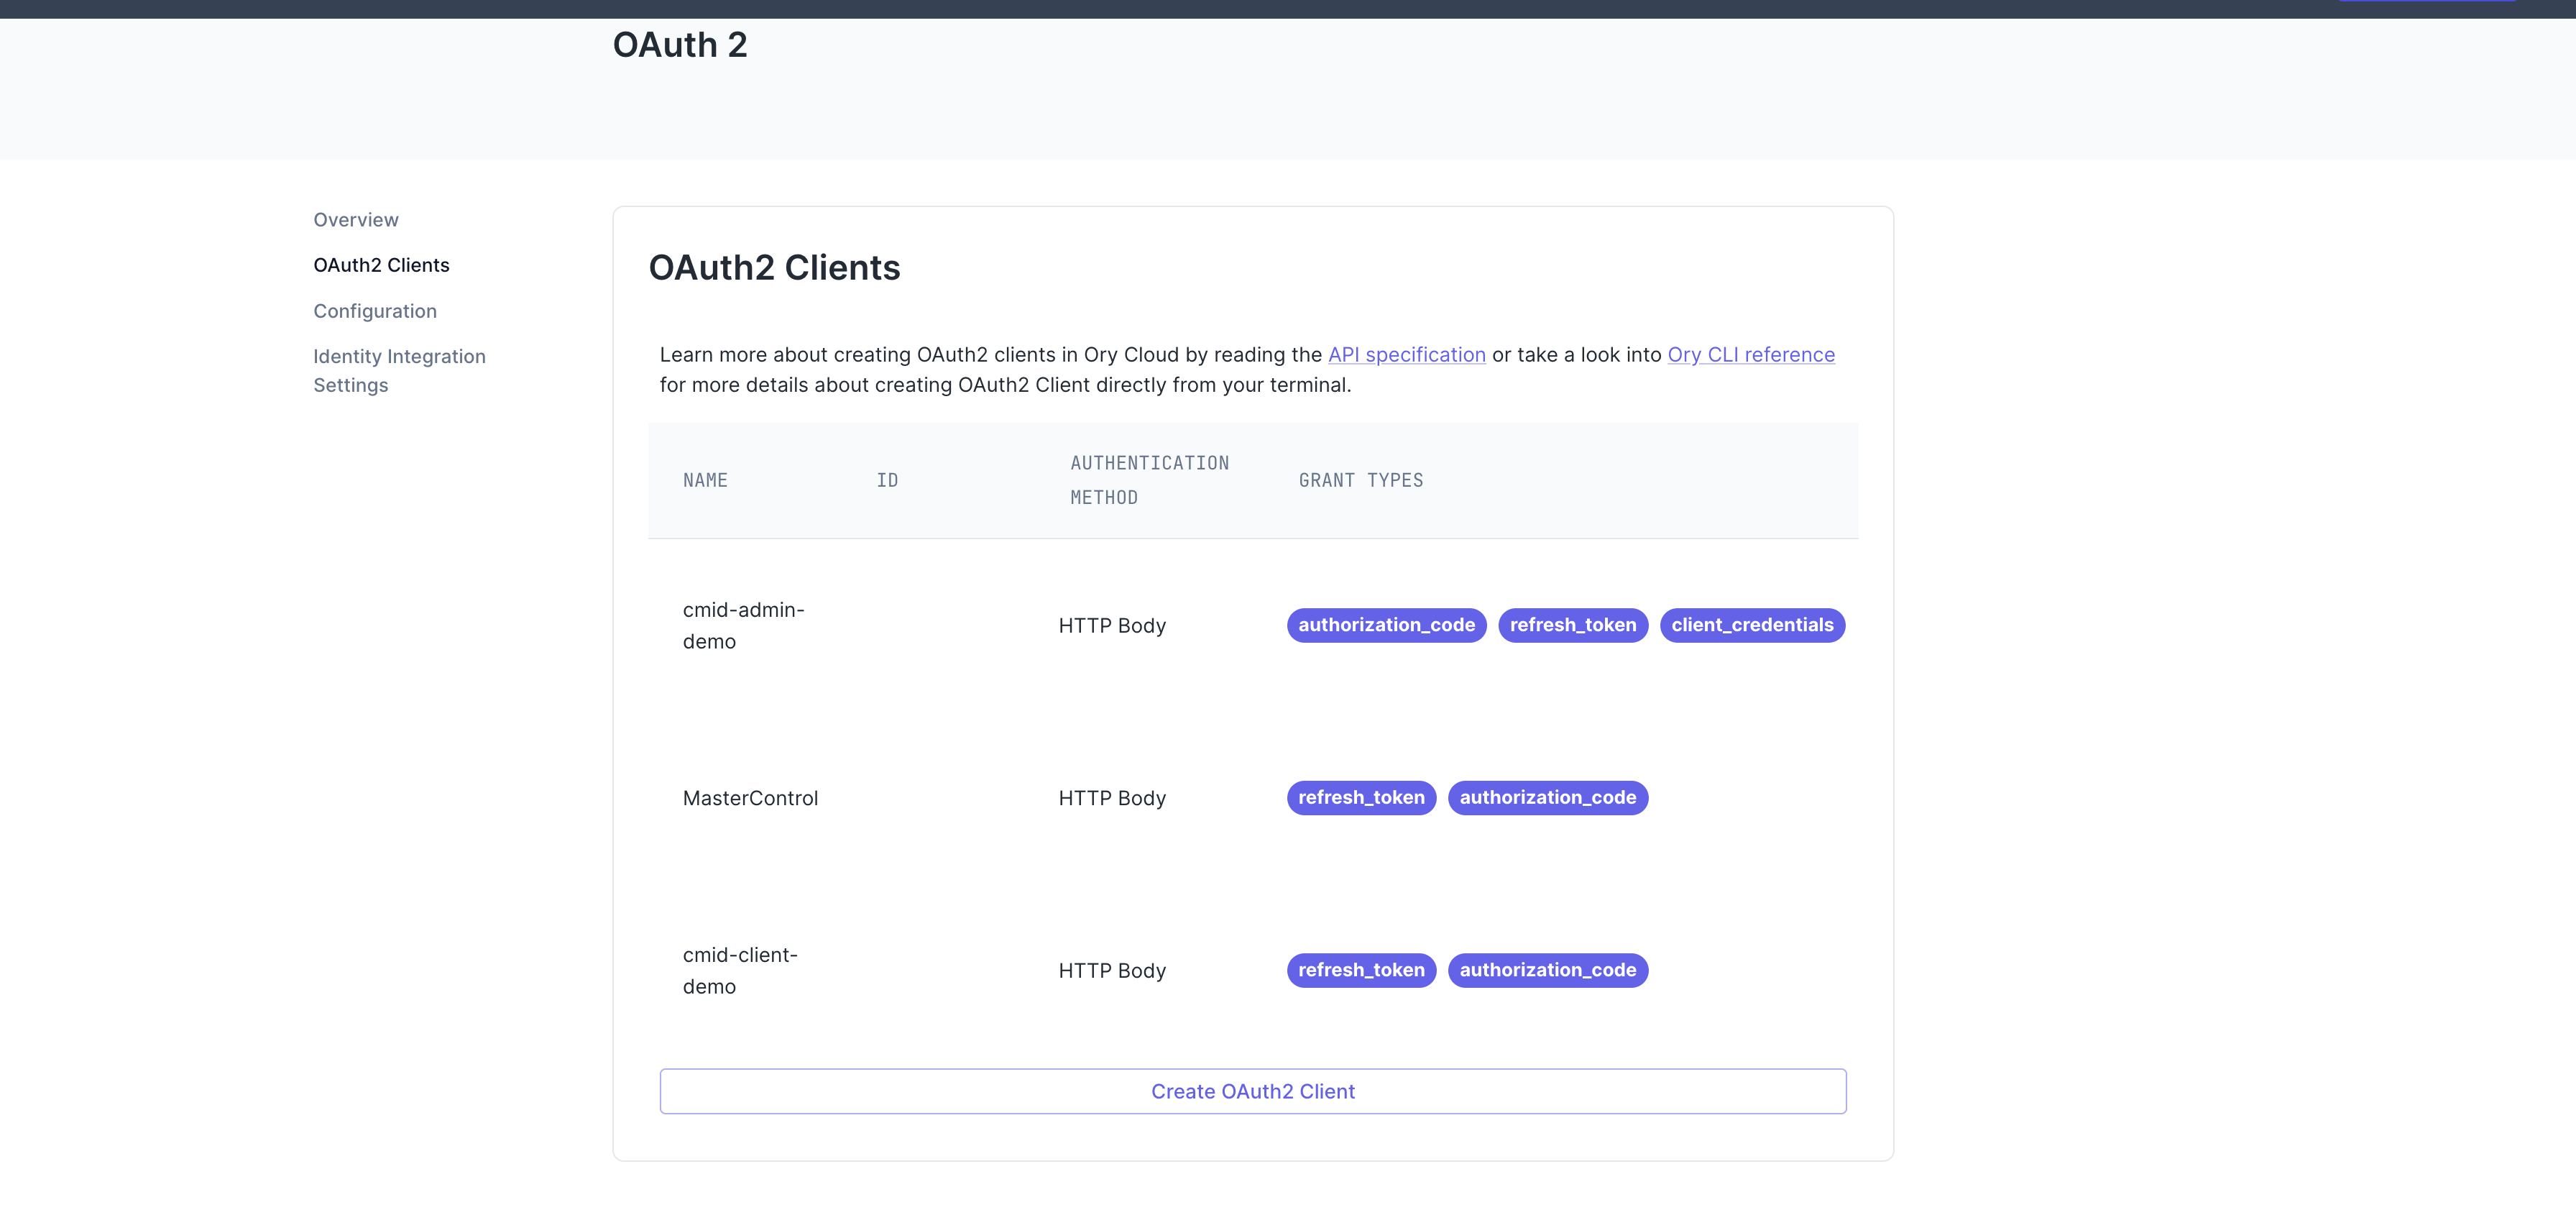 OAuth 2
Overview
OAuth2 Clients
Configuration
Identity Integration
Settings
OAuth2 Clients
Learn more about creating OAuth2 clients in Ory Cloud by reading the API specification or take a look into Ory CLI reference
for more details about creating OAuth2 Client directly from your terminal.
NAME ID AUTHENTICATION METHOD GRANT TYPES
cmid-admin-
demo
HTTP Body authorization_code refresh_token client_credentials
MasterControl HTTP Body refresh_token authorization_code
cmid-client-
demo
HTTP Body refresh_token authorization_code
Create OAuth2 Client